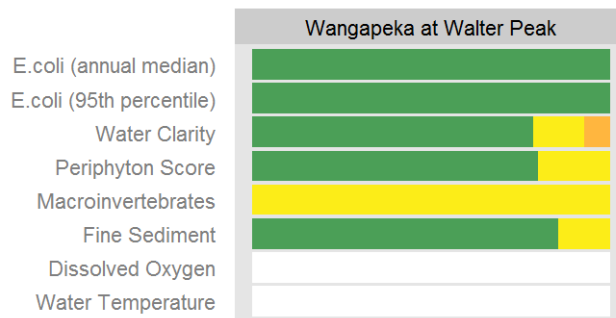 Wangapeka at Walter Peak
E.coli (annual median)
E.coli (95th percentile)
Water Clarity
Periphyton Score
Macroinvertebrates
Fine Sediment
Dissolved Oxygen
Water Temperature